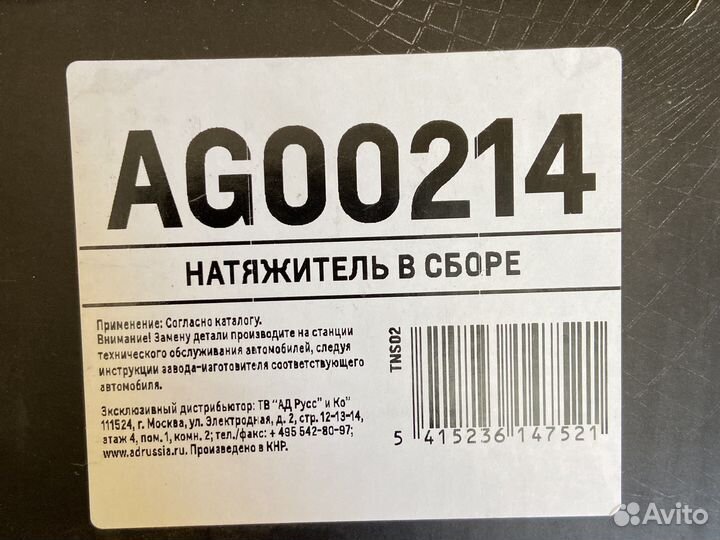 AG00214
НАТЯЖИТЕЛЬ В СБОРЕ
Применение: Согласно каталогу.
Внимание! Замену детали производите на станции
технического обслуживания автомобилей, следуя
инструкции завода-изготовителя соответствующего
автомобиля.
Эксклюзивный дистрибьютор: ТВ "АД Русс" и Ко"
111524, г. Москва, ул. Электродная, д. 2, стр. 12-13-14,
этаж 4, пом. 1, комн. 2; тел./факс: + 495 642-80-97;
www.adrussia.ru. Произведено в КНР.
TNS02
5 415236 147521
Avito